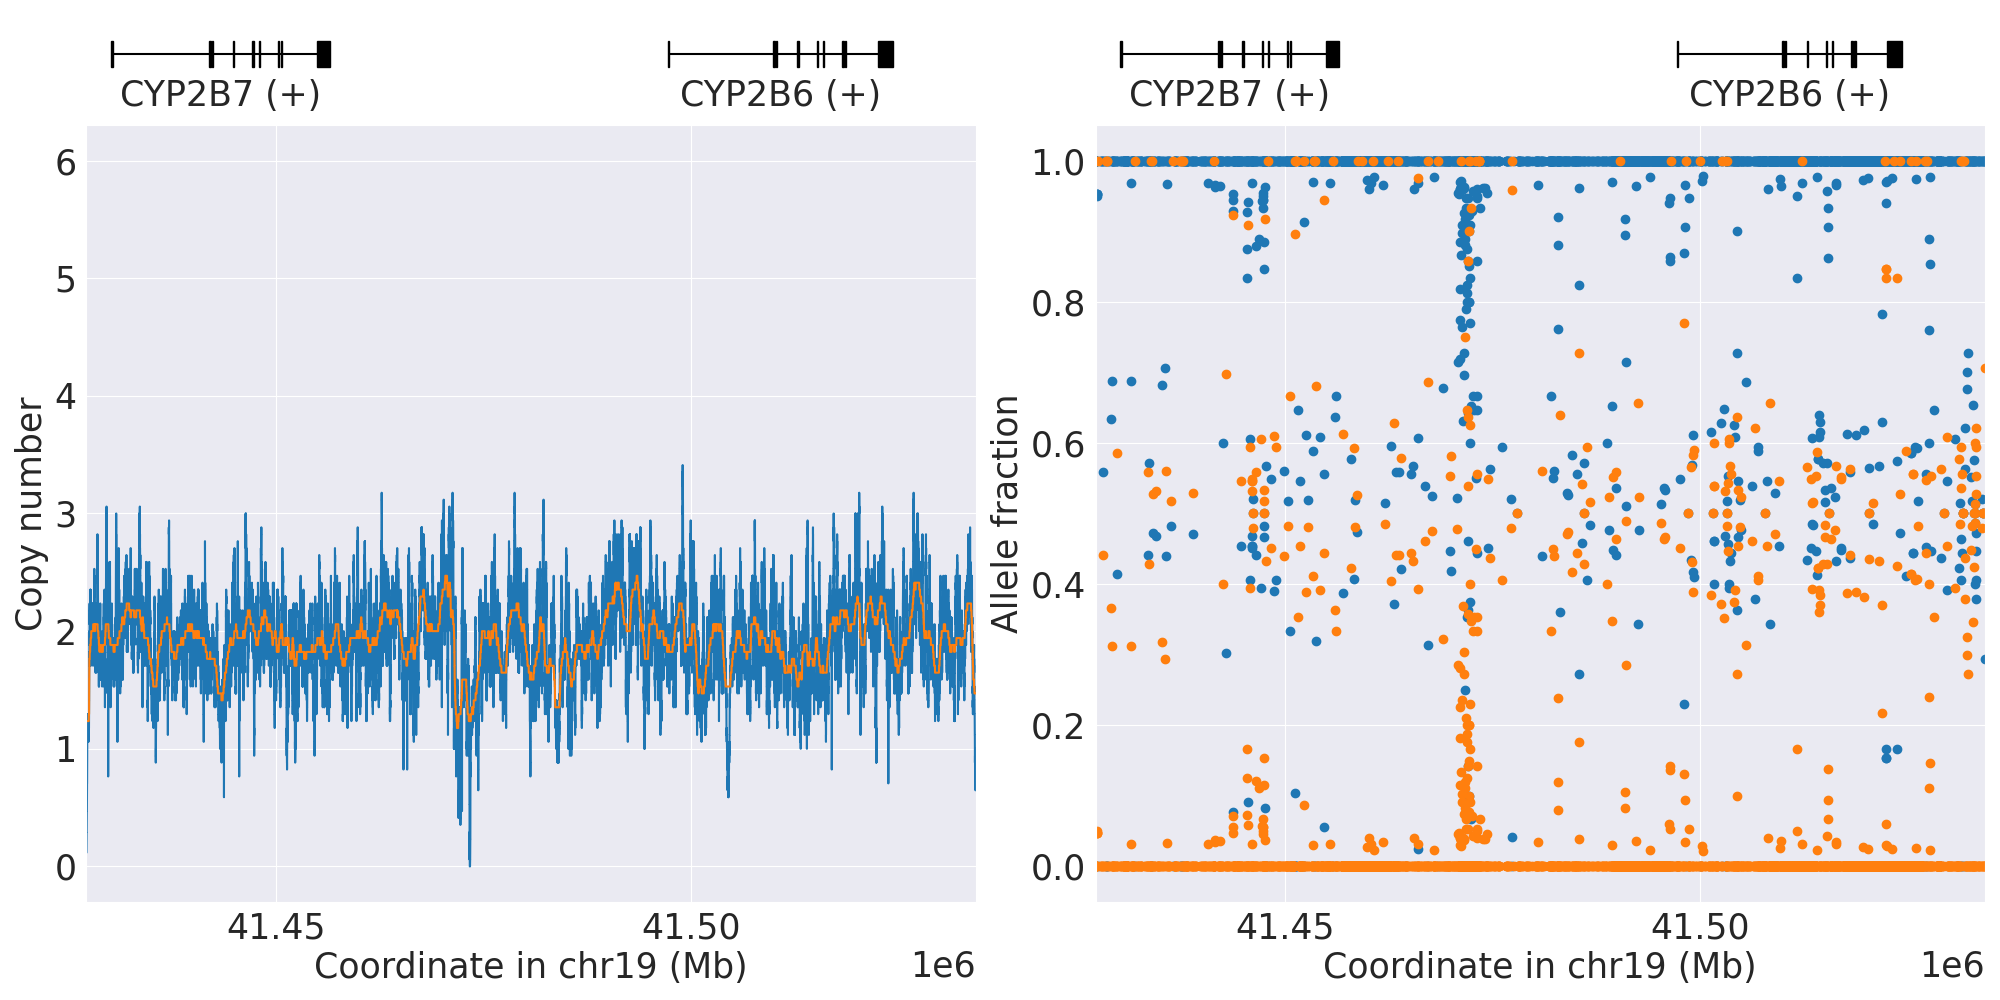 CYP2B7 (+)
CYP2B6 (+)
CYP2B7 (+)
CYP2B6 (+)
6
5
4
3
2
1
0
Copy number
41.45
41.50
Coordinate in chr19 (Mb)
1e6
1.0
0.8
0.6
0.4
0.2
0.0
Allele fraction
41.45
41.50
Coordinate in chr19 (Mb)
1e6